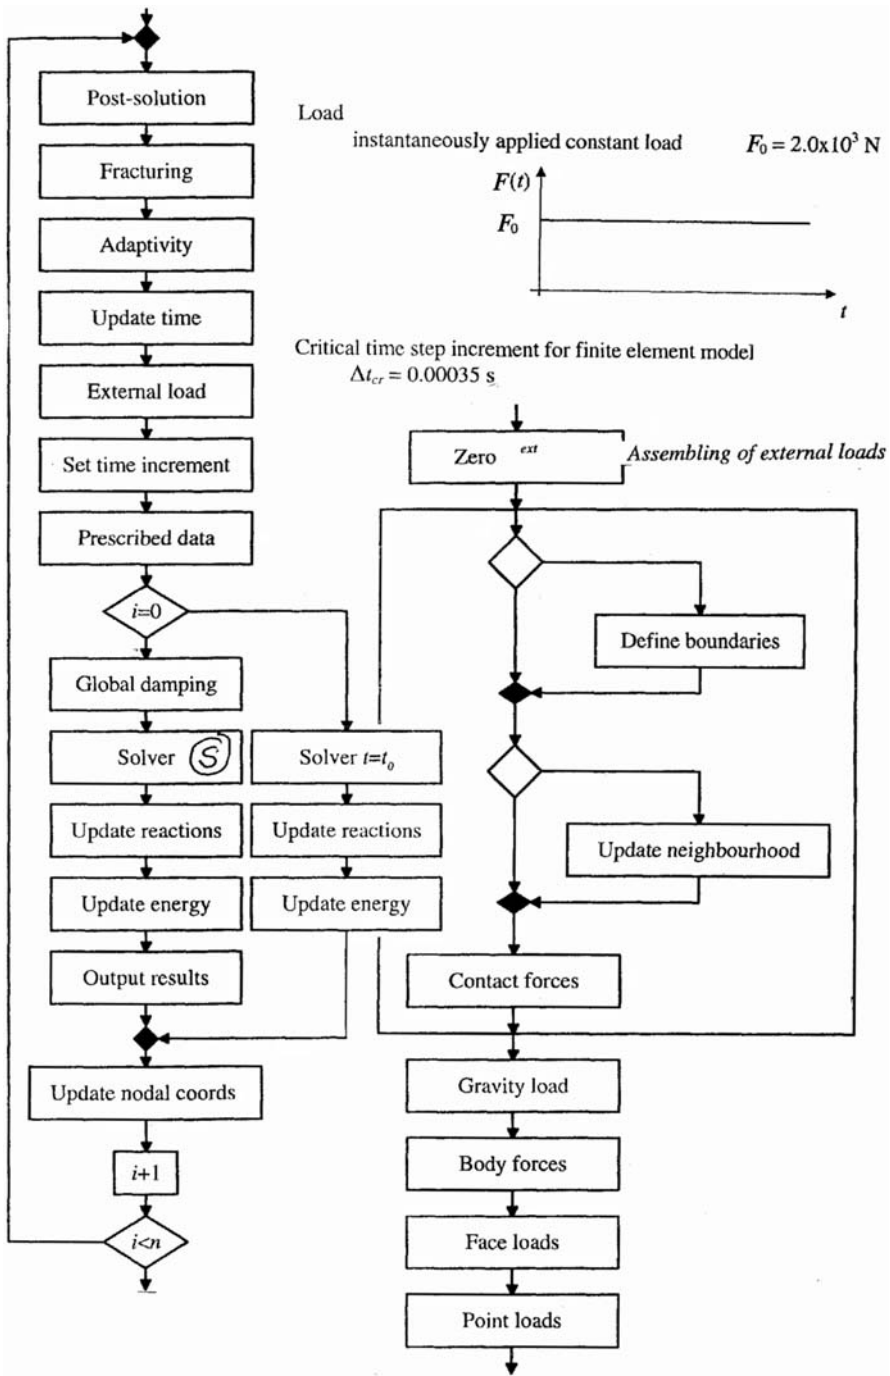 Post-solution
Fracturing
Adaptivity
Update time
External load
Set time increment
Prescribed data
i=0
Global damping
Solver S
Update reactions
Update energy
Output results
Solver t=t₀
Update reactions
Update energy
Update nodal coords
i+1
i<n
Load
instantaneously applied constant load F₀ = 2.0x10³ N
F(t)
F₀
t
Critical time step increment for finite element model
Δt_cr = 0.00035 s
Zero ext
Assembling of external loads
Define boundaries
Update neighbourhood
Contact forces
Gravity load
Body forces
Face loads
Point loads